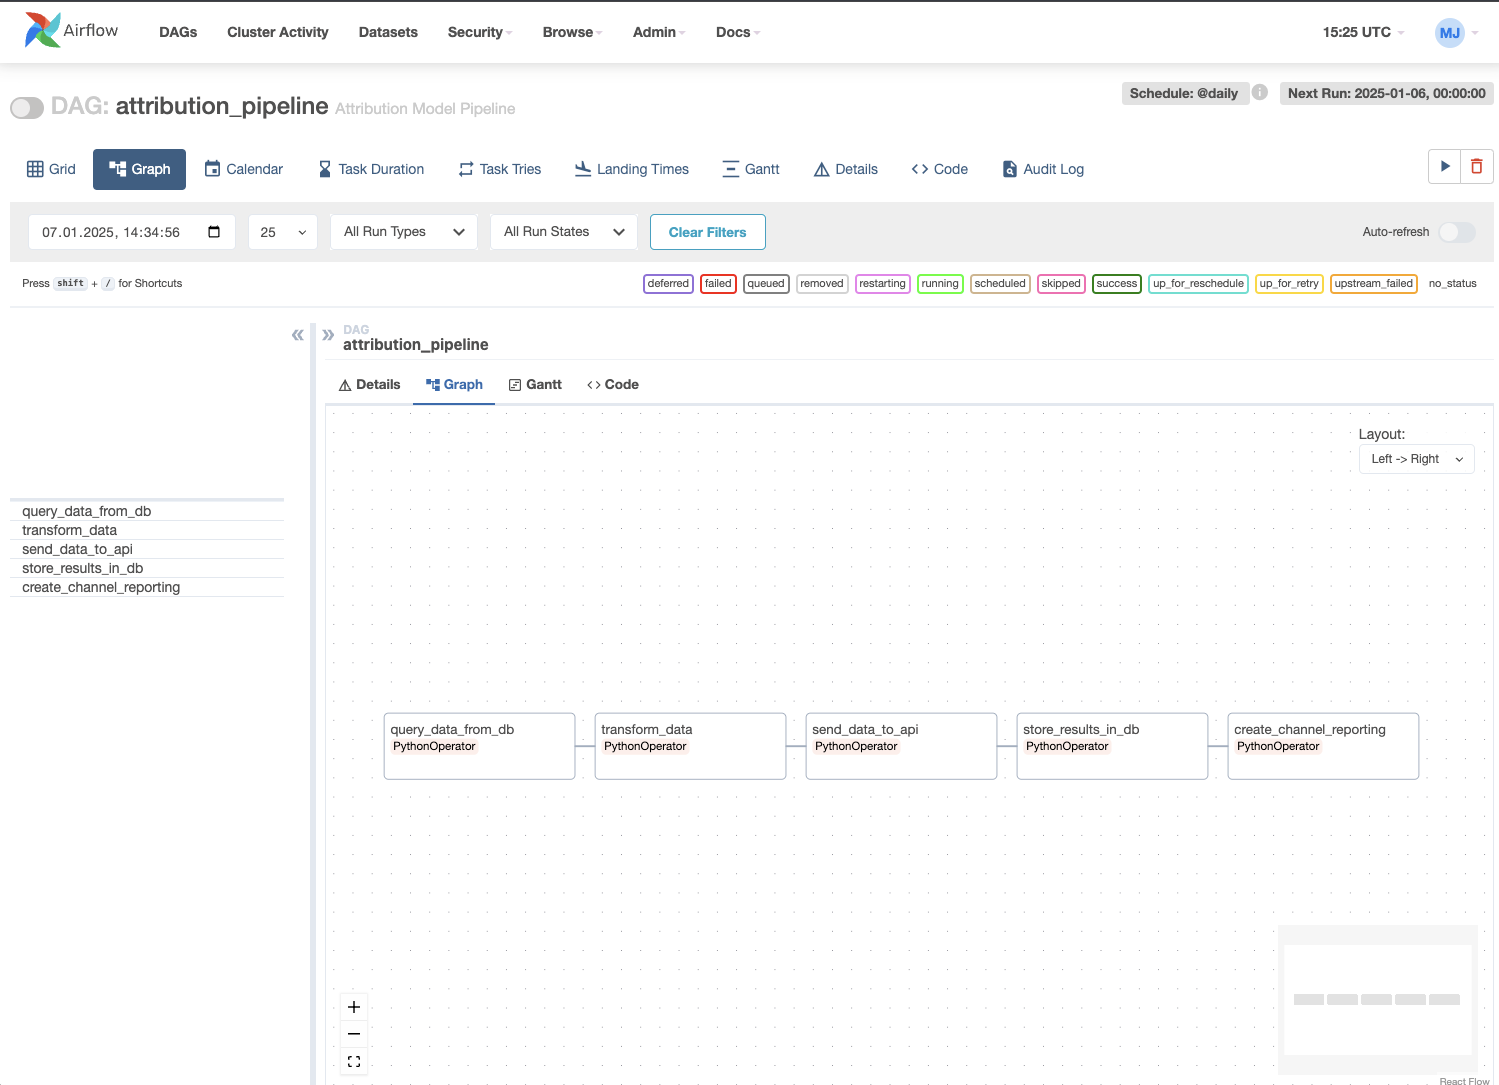 Airflow DAGs Cluster Activity Datasets Security Browse Admin Docs 15:25 UTC MJ
DAG: attribution_pipeline Attribution Model Pipeline Schedule: @daily i Next Run: 2025-01-06, 00:00:00
Grid Graph Calendar Task Duration Task Tries Landing Times Gantt Details <> Code Audit Log
07.01.2025, 14:34:56 25 All Run Types All Run States Clear Filters Auto-refresh
Press shift + / for Shortcuts deferred failed queued removed restarting running scheduled skipped success up_for_reschedule up_for_retry upstream_failed no_status
« » DAG
attribution_pipeline
Details Graph Gantt <> Code
Layout:
Left -> Right
query_data_from_db
transform_data
send_data_to_api
store_results_in_db
create_channel_reporting
query_data_from_db transform_data send_data_to_api store_results_in_db create_channel_reporting
PythonOperator PythonOperator PythonOperator PythonOperator PythonOperator
React Flow